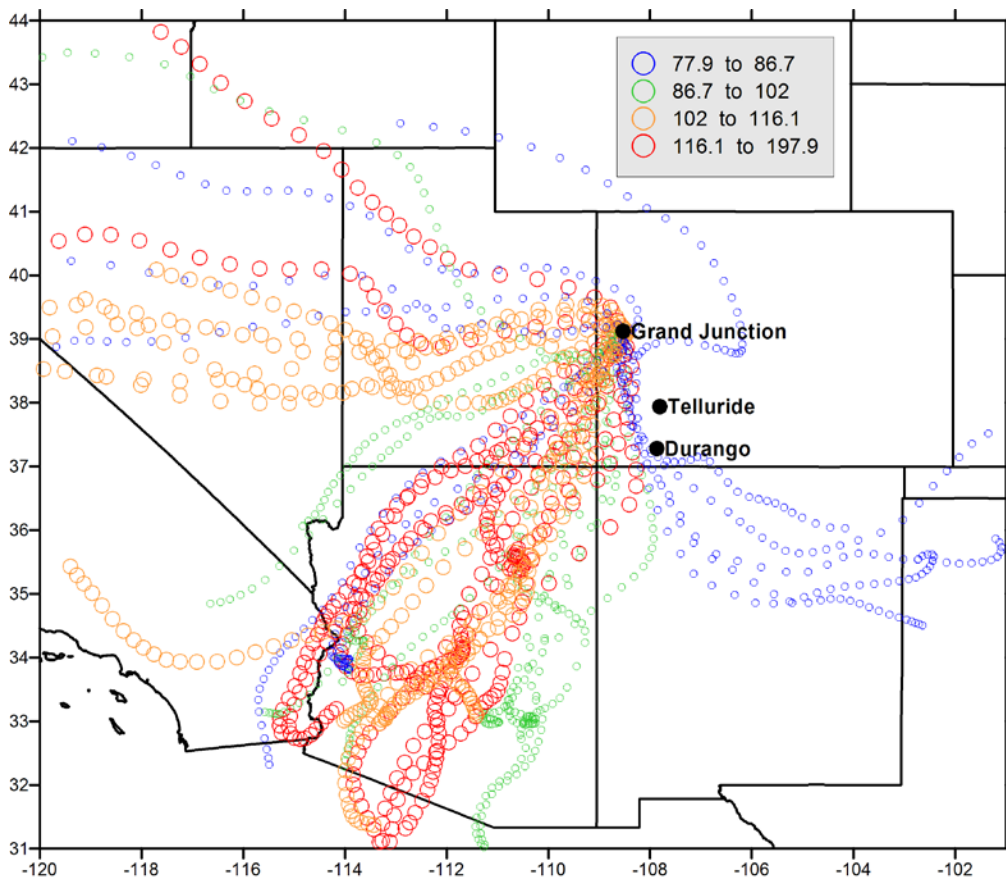 44
43
42
41
40
39
38
37
36
35
34
33
32
31
77.9 to 86.7
86.7 to 102
102 to 116.1
116.1 to 197.9
Grand Junction
Telluride
Durango
-120 -118 -116 -114 -112 -110 -108 -106 -104 -102